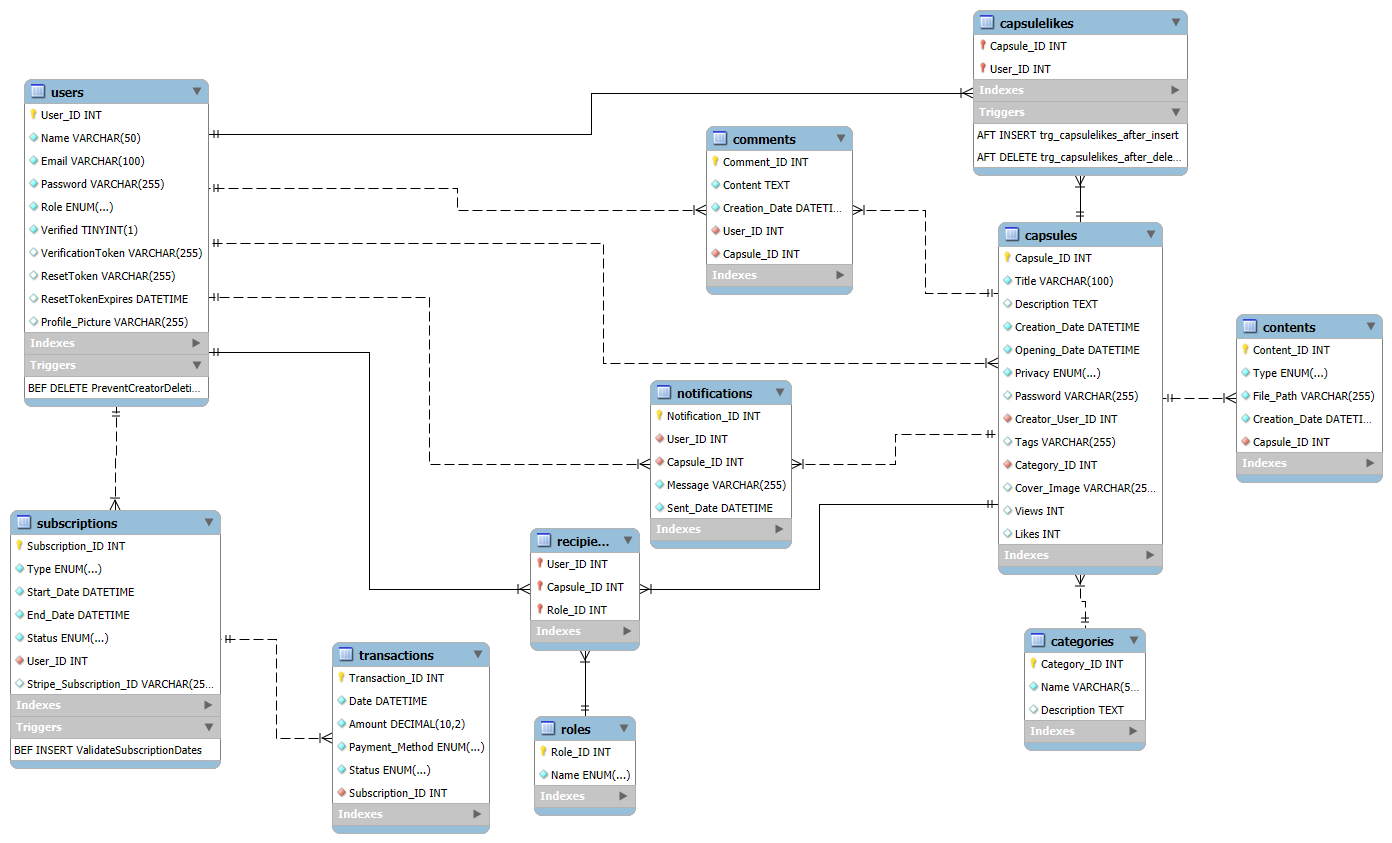 capsulelikes
Capsule_ID INT
User_ID INT
Indexes
Triggers
AFT INSERT trg_capsulelikes_after_insert
AFT DELETE trg_capsulelikes_after_dele...
users
User_ID INT
Name VARCHAR(50)
Email VARCHAR(100)
Password VARCHAR(255)
Role ENUM(...)
Verified TINYINT(1)
VerificationToken VARCHAR(255)
ResetToken VARCHAR(255)
ResetTokenExpires DATETIME
Profile_Picture VARCHAR(255)
Indexes
Triggers
BEF DELETE PreventCreatorDeleti...
comments
Comment_ID INT
Content TEXT
Creation_Date DATETI...
User_ID INT
Capsule_ID INT
Indexes
capsules
Capsule_ID INT
Title VARCHAR(100)
Description TEXT
Creation_Date DATETIME
Opening_Date DATETIME
Privacy ENUM(...)
Password VARCHAR(255)
Creator_User_ID INT
Tags VARCHAR(255)
Category_ID INT
Cover_Image VARCHAR(25...
Views INT
Likes INT
Indexes
contents
Content_ID INT
Type ENUM(...)
File_Path VARCHAR(255)
Creation_Date DATETI...
Capsule_ID INT
Indexes
notifications
Notification_ID INT
User_ID INT
Capsule_ID INT
Message VARCHAR(255)
Sent_Date DATETIME
Indexes
subscriptions
Subscription_ID INT
Type ENUM(...)
Start_Date DATETIME
End_Date DATETIME
Status ENUM(...)
User_ID INT
Stripe_Subscription_ID VARCHAR(25...
Indexes
Triggers
BEF INSERT ValidateSubscriptionDates
recipie...
User_ID INT
Capsule_ID INT
Role_ID INT
Indexes
transactions
Transaction_ID INT
Date DATETIME
Amount DECIMAL(10,2)
Payment_Method ENUM(...)
Status ENUM(...)
Subscription_ID INT
Indexes
roles
Role_ID INT
Name ENUM(...)
Indexes
categories
Category_ID INT
Name VARCHAR(5...
Description TEXT
Indexes